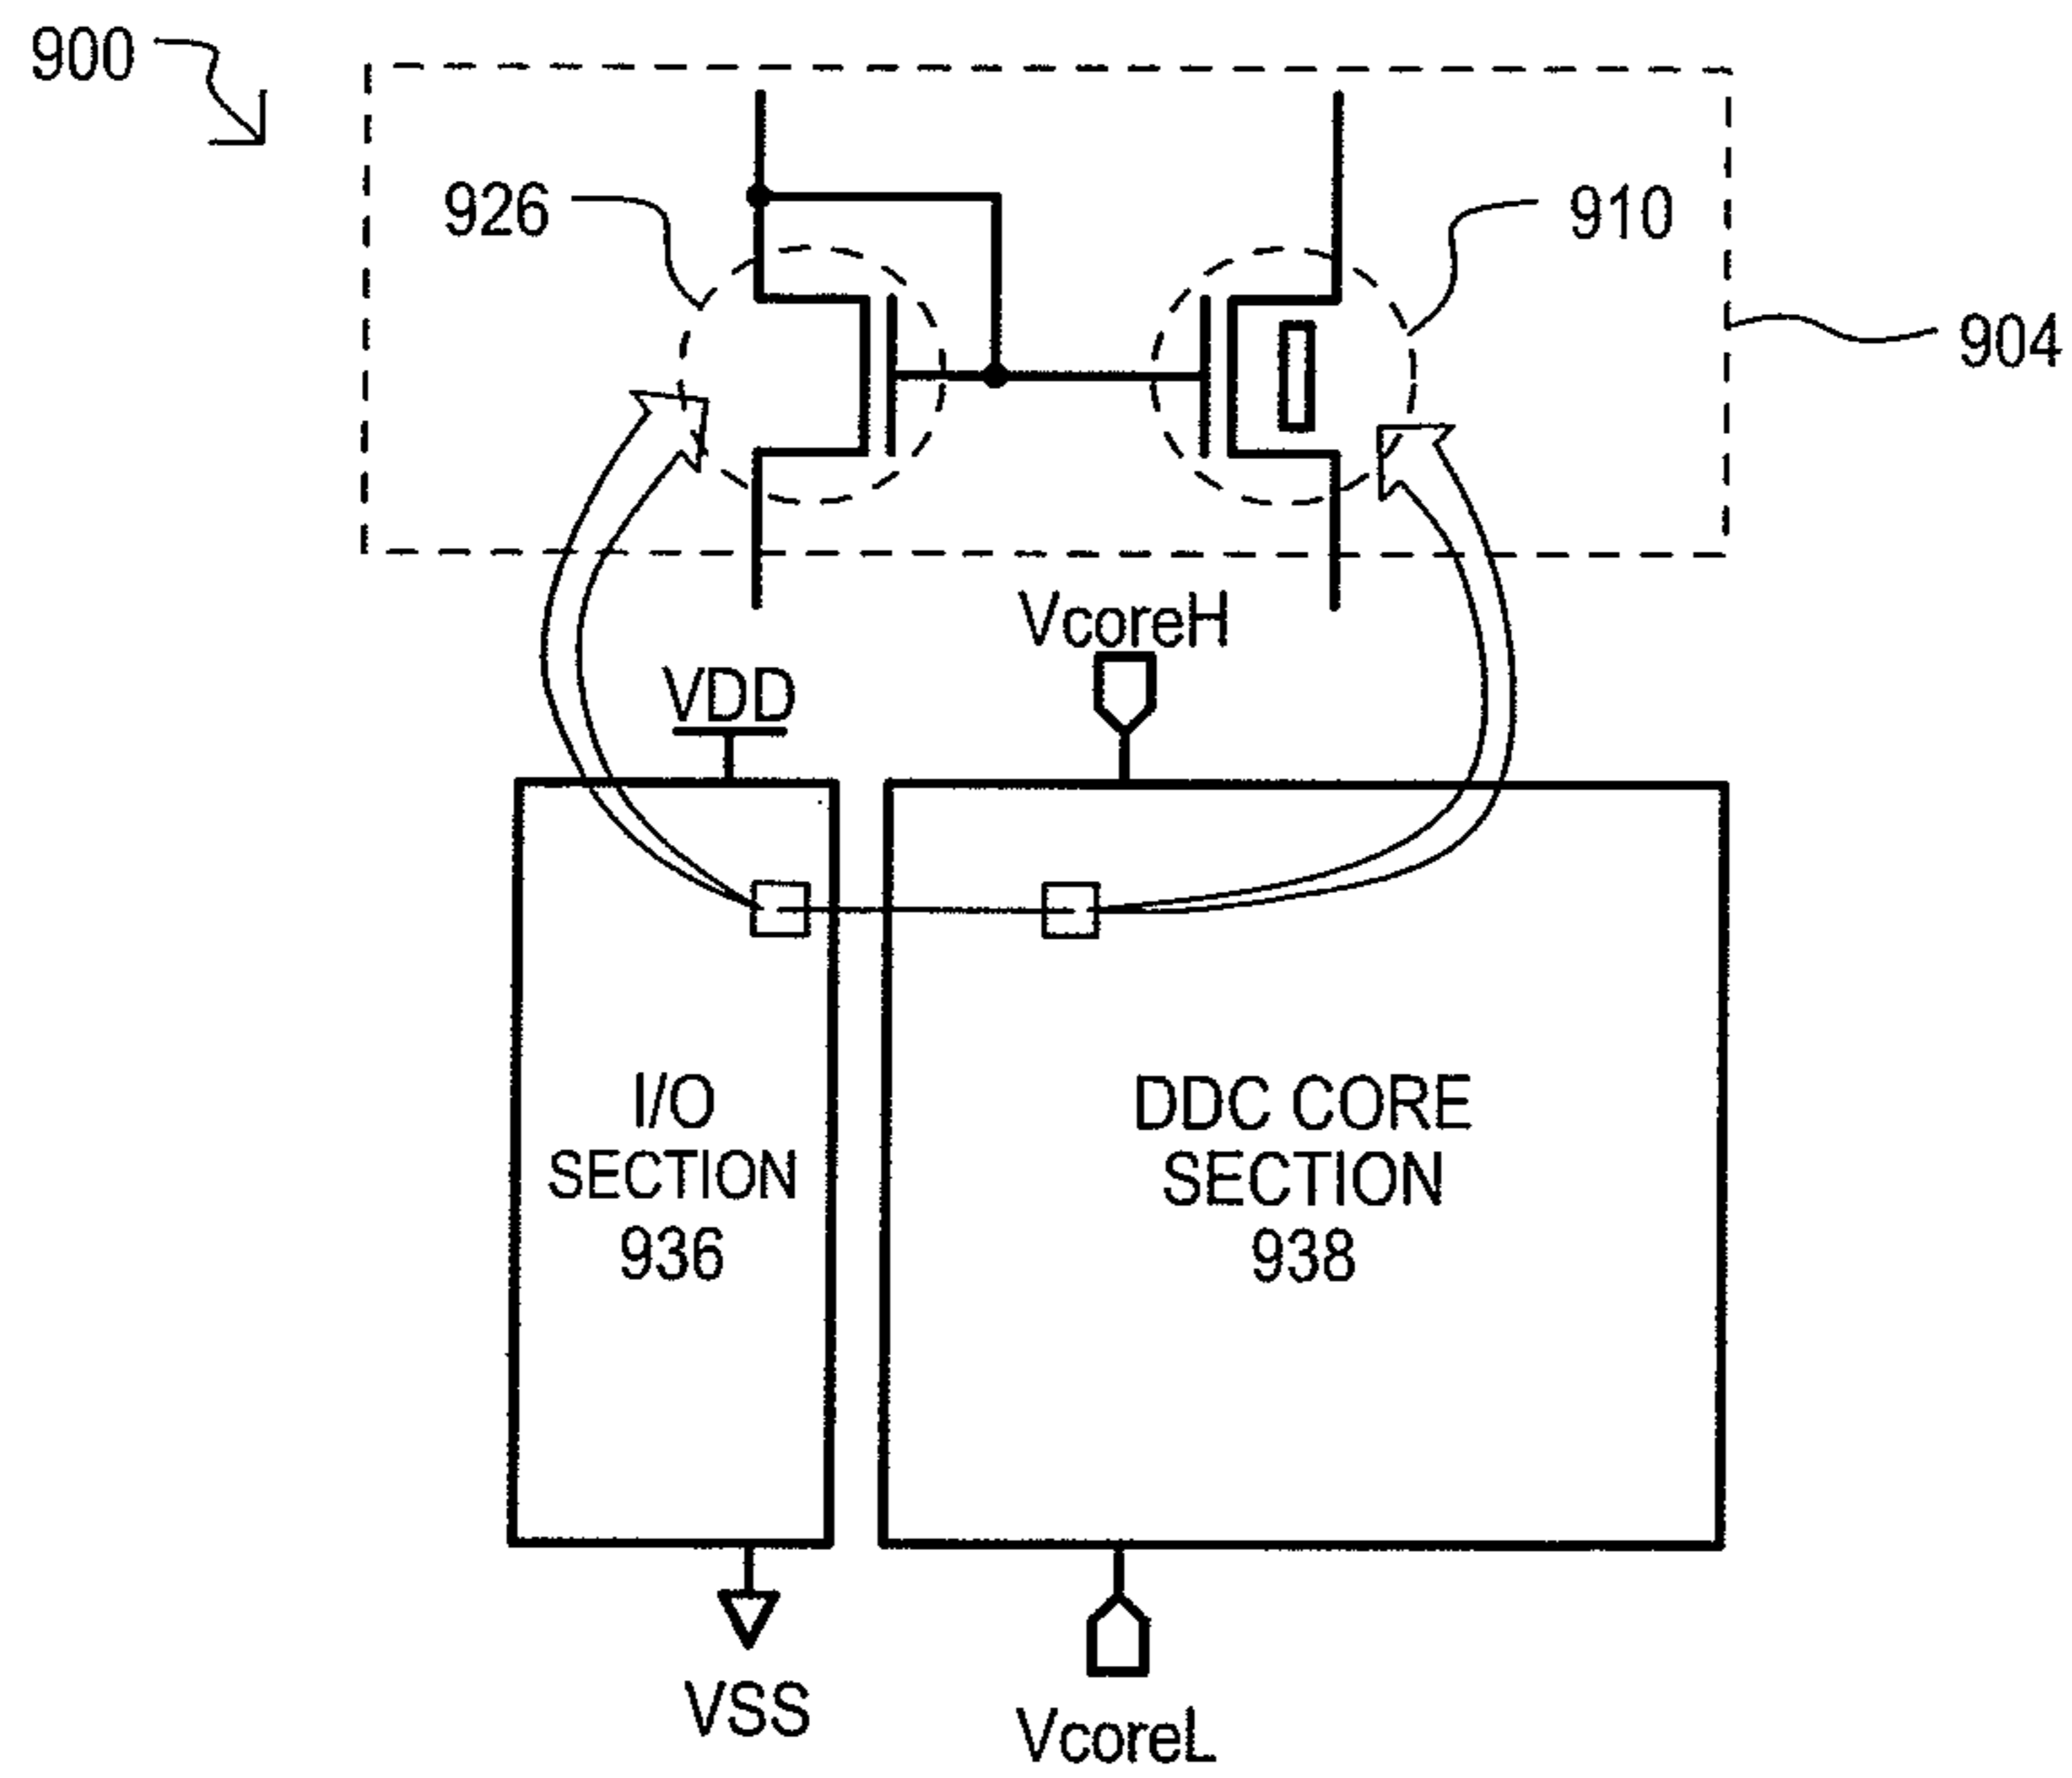 900
926
910
904
VcoreH
VDD
I/O
SECTION
936
DDC CORE
SECTION
938
VSS
VcoreL